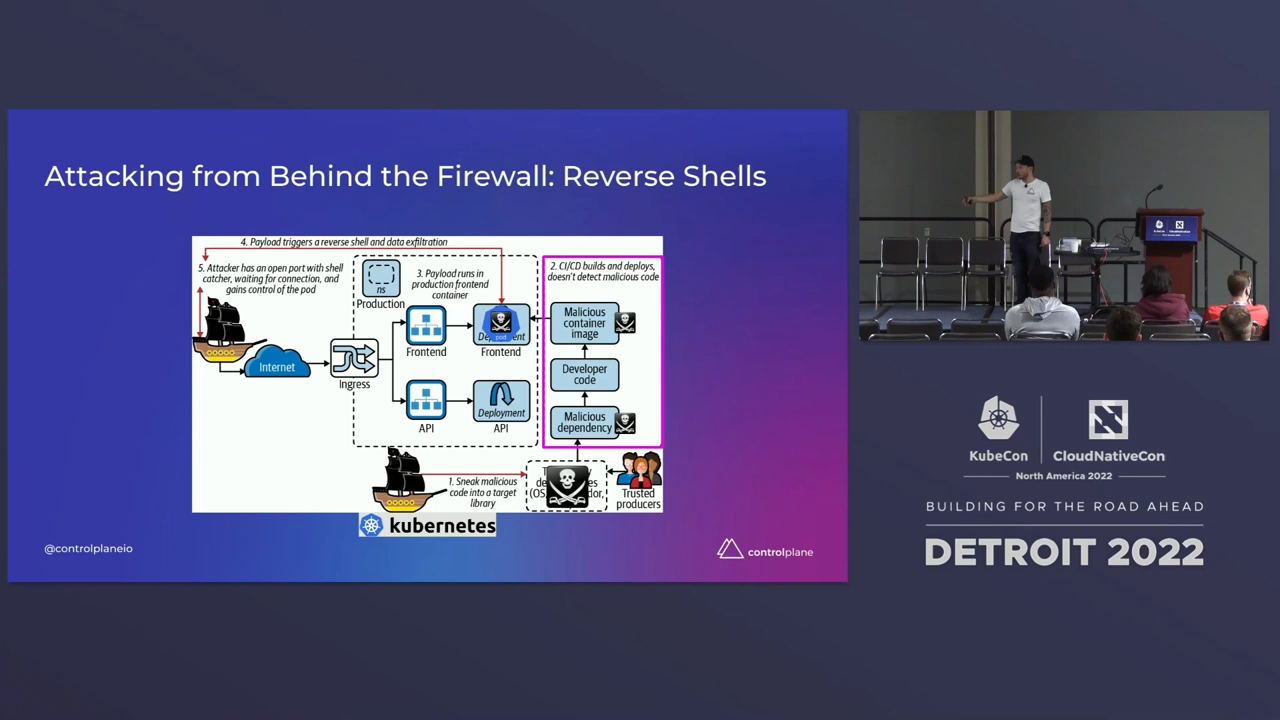 Attacking from Behind the Firewall: Reverse Shells
4. Payload triggers a reverse shell and data exfiltration
5. Attacker has an open port with shell
catcher, waiting for connection, and
gains control of the pod
ns
Production
3. Payload runs in
production frontend
container
2. CI/CD builds and deploys,
doesn't detect malicious code
Malicious
container
image
Frontend
pod
Frontend
Internet
Ingress
Developer
code
API
Deployment
API
Malicious
dependency
1. Sneak malicious
code into a target
library
(OS,
Trusted
producers
kubernetes
@controlplaneio
controlplane
KubeCon
CloudNativeCon
North America 2022
BUILDING FOR THE ROAD AHEAD
DETROIT 2022